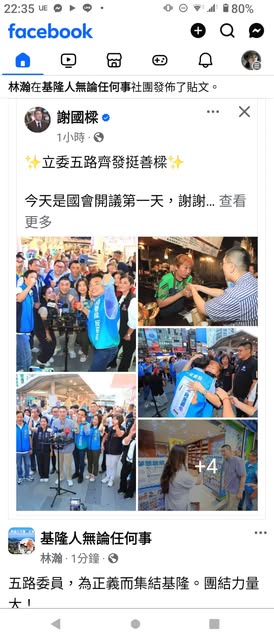 22:35 UE 80%
facebook
林瀚在基隆人無論任何事社團發佈了貼文。
謝國樑
1小時
✨立委五路齊發挺善樑✨
今天是國會開議第一天，謝謝... 查看
更多
+4
基隆人無論任何事
林瀚 · 1分鐘 ·
五路委員，為正義而集結基隆。團結力量
大！